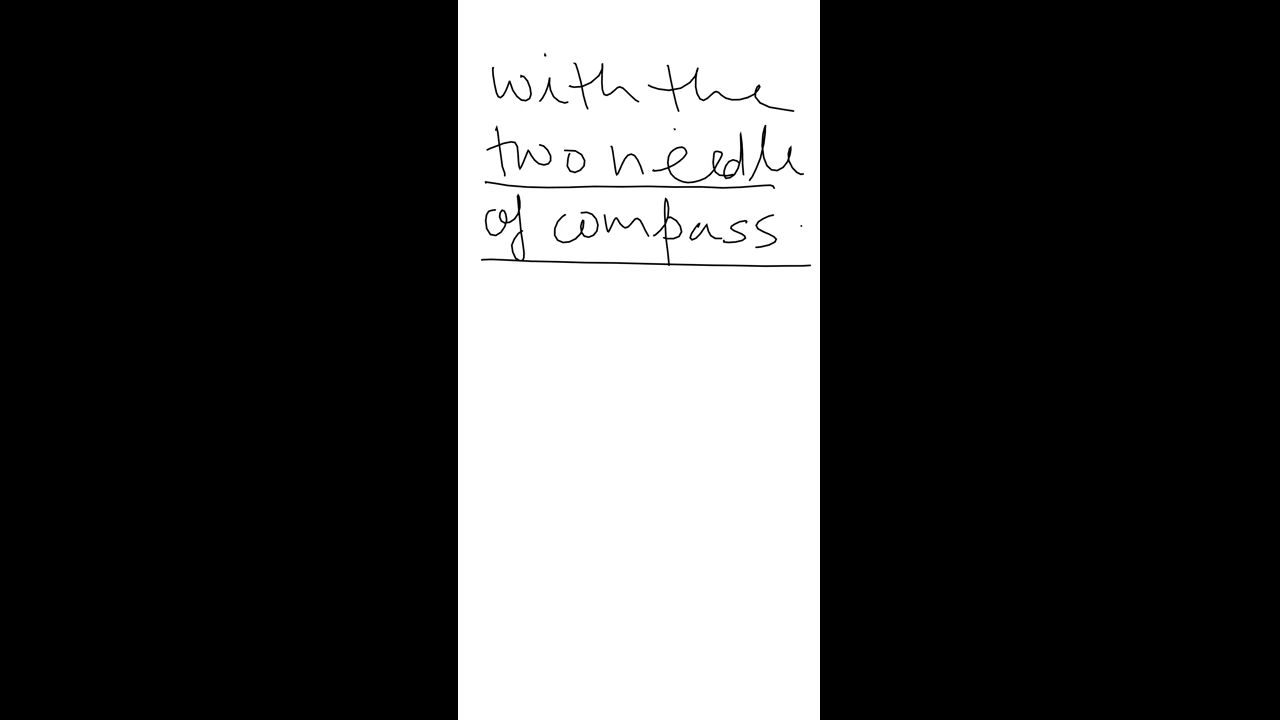 with the
two needle
of compass.